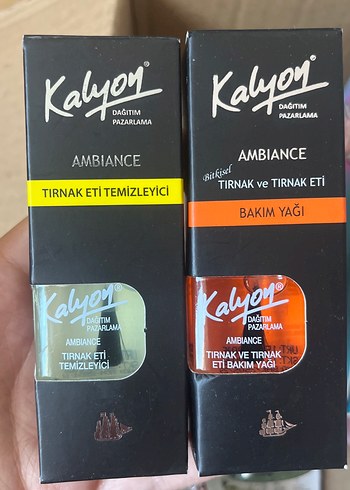 Kalyon®
DAĞITIM
PAZARLAMA
AMBIANCE
TIRNAK ETİ TEMİZLEYİCİ
Kalyon®
DAĞITIM
PAZARLAMA
AMBIANCE
TIRNAK ETİ
TEMİZLEYİCİ
Kalyon®
DAĞITIM
PAZARLAMA
AMBIANCE
Bitkisel
TIRNAK ve TIRNAK ETİ
BAKIM YAĞI
Kalyon®
DAĞITIM
PAZARLAMA
AMBIANCE
TIRNAK VE TIRNAK
ETİ BAKIM YAĞI